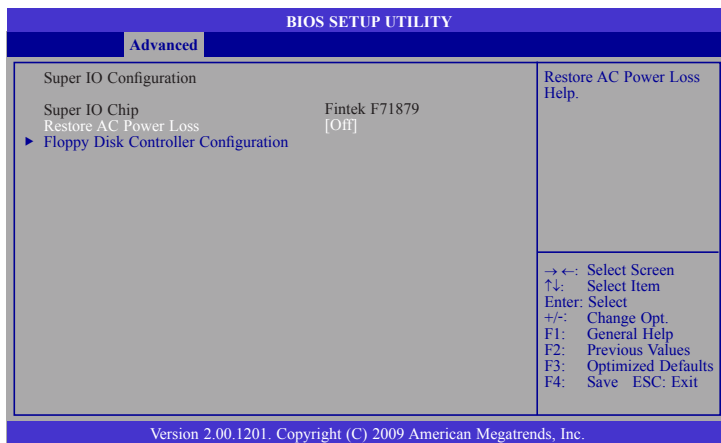 BIOS SETUP UTILITY
Advanced
Super IO Configuration
Super IO Chip Fintek F71879
Restore AC Power Loss [Off]
▶ Floppy Disk Controller Configuration
Restore AC Power Loss
Help.
→←: Select Screen
↑↓: Select Item
Enter: Select
+/-: Change Opt.
F1: General Help
F2: Previous Values
F3: Optimized Defaults
F4: Save ESC: Exit
Version 2.00.1201. Copyright (C) 2009 American Megatrends, Inc.